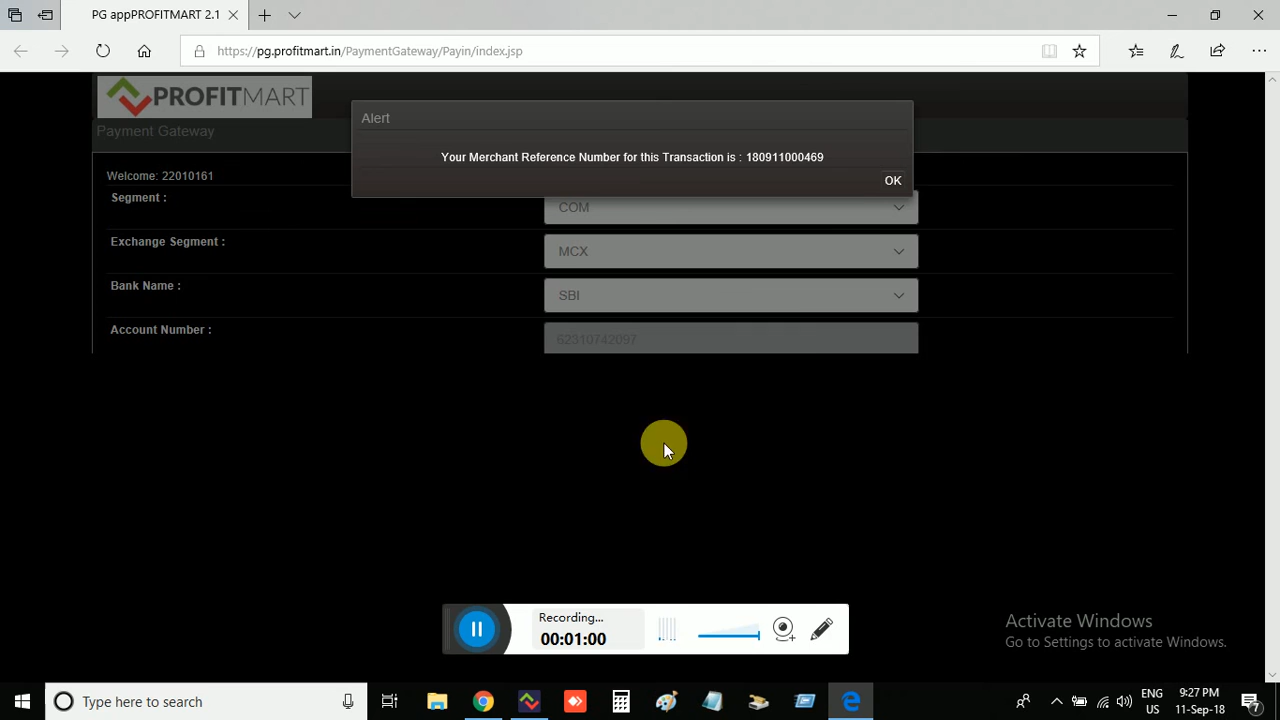 PG appPROFITMART 2.1
https://pg.profitmart.in/PaymentGateway/Payin/index.jsp
PROFITMART
Payment Gateway
Alert
Your Merchant Reference Number for this Transaction is : 180911000469
OK
Welcome: 22010161
Segment :
COM
Exchange Segment :
MCX
Bank Name :
SBI
Account Number :
62310742097
Recording...
00:01:00
Activate Windows
Go to Settings to activate Windows.
Type here to search
ENG
US
9:27 PM
11-Sep-18
7